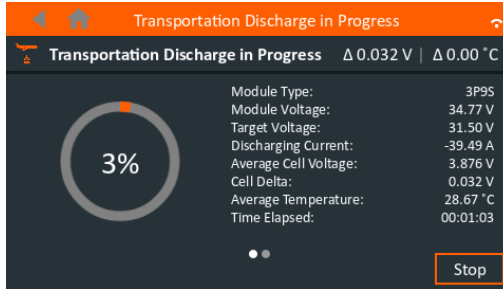 Transportation Discharge in Progress
Transportation Discharge in Progress Δ 0.032 V | Δ 0.00 ˚C
Module Type: 3P9S
Module Voltage: 34.77 V
Target Voltage: 31.50 V
Discharging Current: -39.49 A
Average Cell Voltage: 3.876 V
Cell Delta: 0.032 V
Average Temperature: 28.67 ˚C
Time Elapsed: 00:01:03
3%
Stop